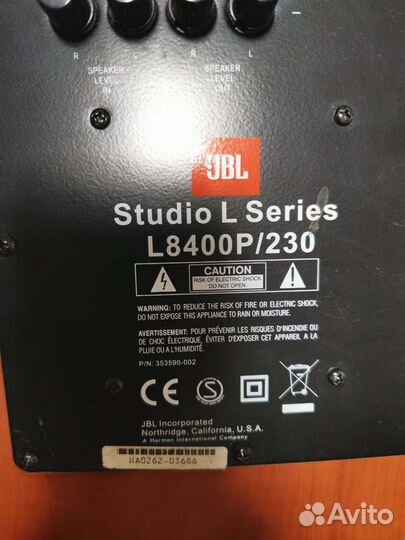 R L R L
SPEAKER LEVEL IN
SPEAKER LEVEL OUT
JBL
Studio L Series
L8400P/230
CAUTION
RISK OF ELECTRIC SHOCK
DO NOT OPEN
WARNING: TO REDUCE THE RISK OF FIRE OR ELECTRIC SHOCK,
DO NOT EXPOSE THIS APPLIANCE TO RAIN OR MOISTURE.
AVERTISSEMENT: POUR PRÉVENIR LES RISQUES D'INCENDIE OU
DE CHOC ÉLECTRIQUE, ÉVITER D'EXPOSER CET APPAREIL A LA
PLUIE OU A L'HUMIDITÉ.
P/N: 353590-002
CE
S
JBL Incorporated
Northridge, California, U.S.A.
A Harman International Company
HA0262-03686
Avito